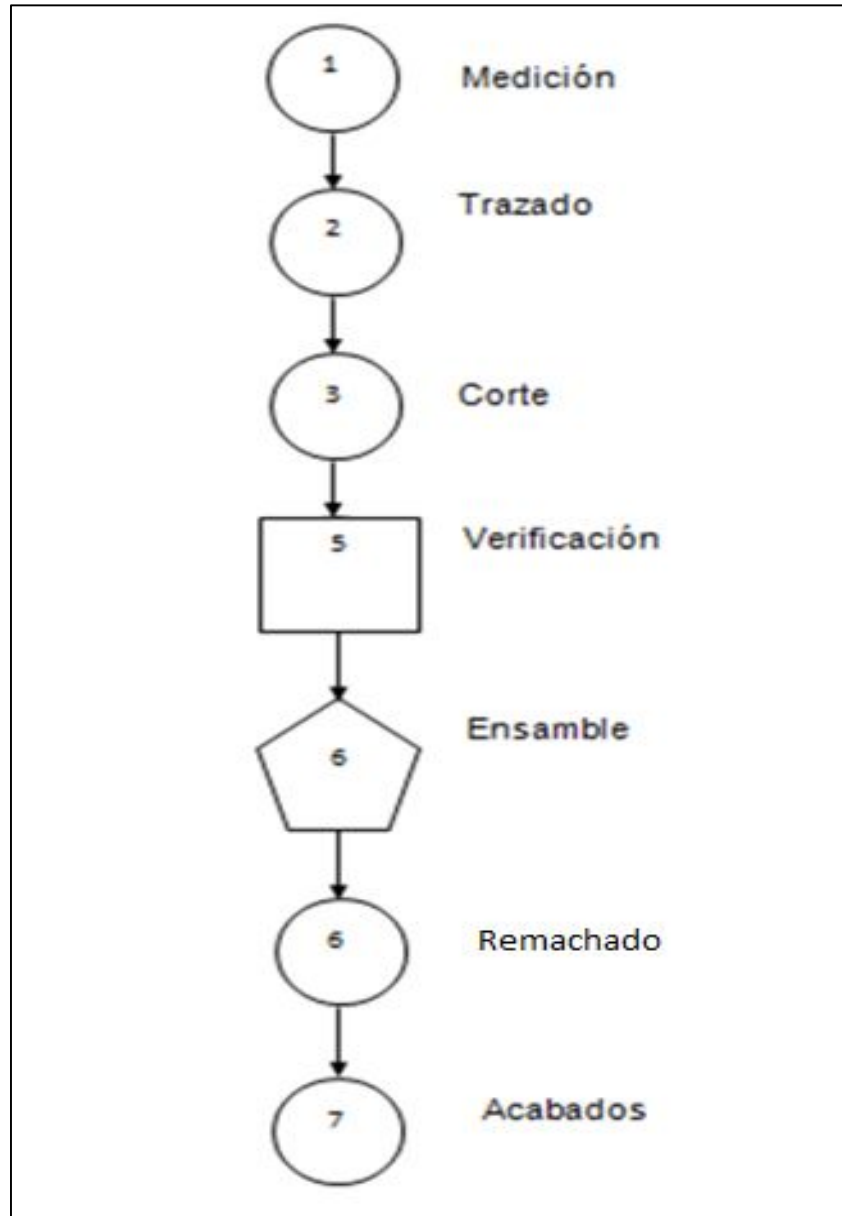 1 Medición
2 Trazado
3 Corte
5 Verificación
6 Ensamble
6 Remachado
7 Acabados